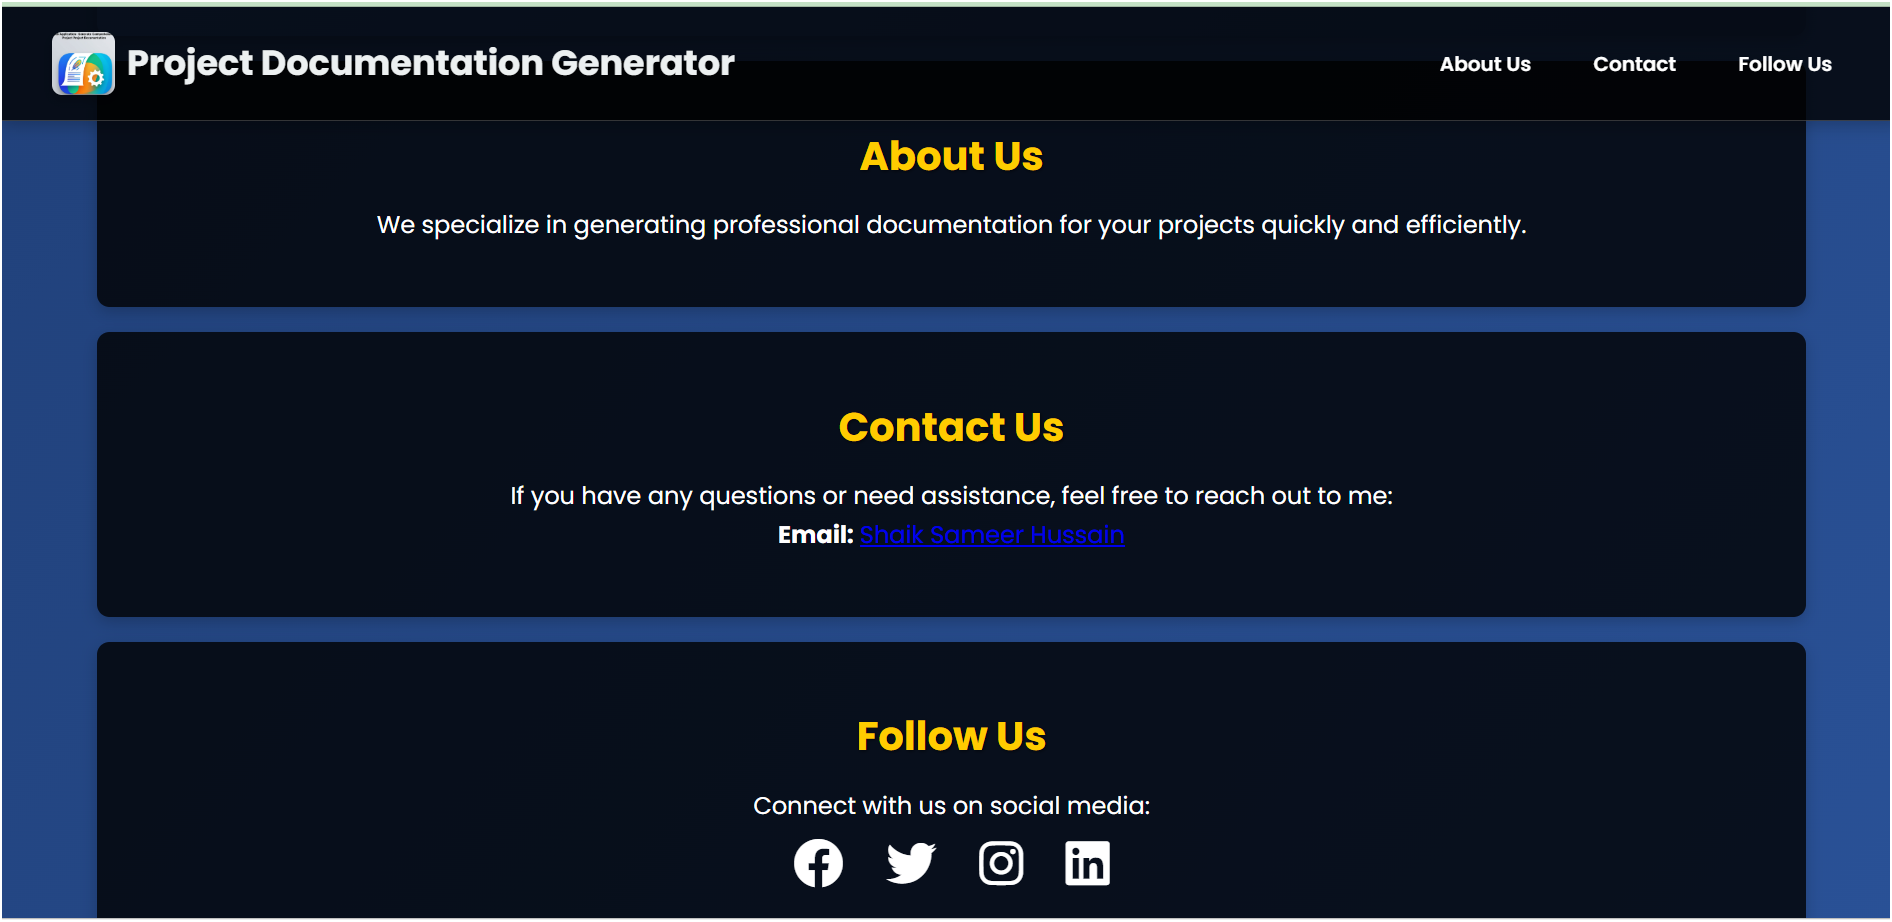 Project Documentation Generator
About Us
Contact
Follow Us
About Us
We specialize in generating professional documentation for your projects quickly and efficiently.
Contact Us
If you have any questions or need assistance, feel free to reach out to me:
Email: Shaik Sameer Hussain
Follow Us
Connect with us on social media: